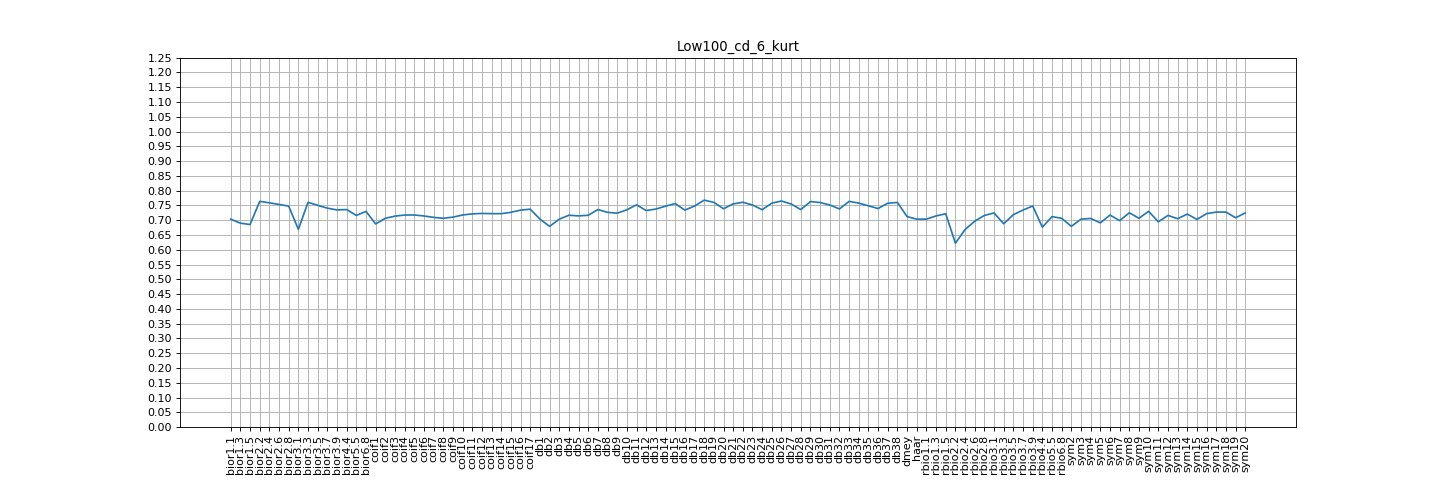 Low100_cd_6_kurt
1.25
1.20
1.15
1.10
1.05
1.00
0.95
0.90
0.85
0.80
0.75
0.70
0.65
0.60
0.55
0.50
0.45
0.40
0.35
0.30
0.25
0.20
0.15
0.10
0.05
0.00
bior1.1
bior1.3
bior1.5
bior2.2
bior2.4
bior2.6
bior2.8
bior3.1
bior3.3
bior3.5
bior3.7
bior3.9
bior4.4
bior5.5
bior6.8
coif1
coif2
coif3
coif4
coif5
coif6
coif7
coif8
coif9
coif10
coif11
coif12
coif13
coif14
coif15
coif16
coif17
db1
db2
db3
db4
db5
db6
db7
db8
db9
db10
db11
db12
db13
db14
db15
db16
db17
db18
db19
db20
db21
db22
db23
db24
db25
db26
db27
db28
db29
db30
db31
db32
db33
db34
db35
db36
db37
db38
dmey
haar
rbio1.1
rbio1.3
rbio1.5
rbio2.2
rbio2.4
rbio2.6
rbio2.8
rbio3.1
rbio3.3
rbio3.5
rbio3.7
rbio3.9
rbio4.4
rbio5.5
rbio6.8
sym2
sym3
sym4
sym5
sym6
sym7
sym8
sym9
sym10
sym11
sym12
sym13
sym14
sym15
sym16
sym17
sym18
sym19
sym20